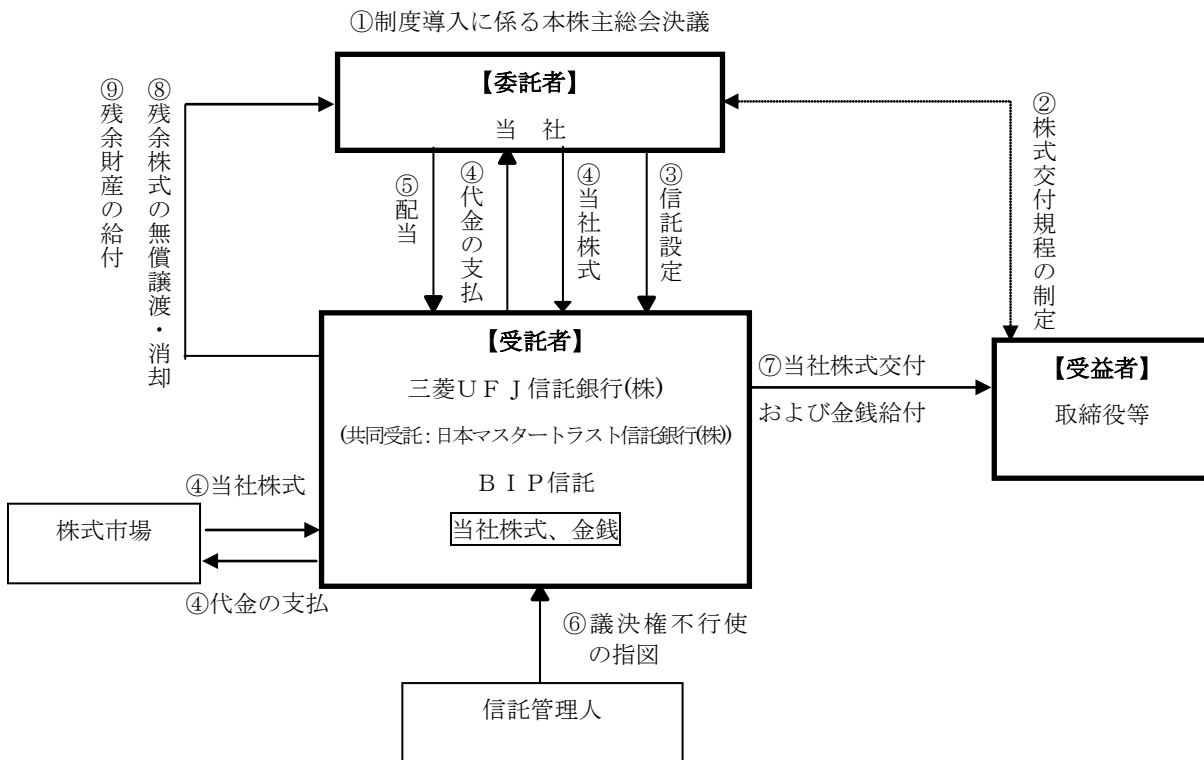 ①制度導入に係る本株主総会決議
【委託者】
当 社
⑨残余財産の給付
⑧残余株式の無償譲渡・消却
⑤配当
④代金の支払
④当社株式
③信託設定
②株式交付規程の制定
【受託者】
三菱UFJ信託銀行(株)
(共同受託:日本マスタートラスト信託銀行(株))
BIP信託
当社株式、金銭
⑦当社株式交付
および金銭給付
【受益者】
取締役等
④当社株式
株式市場
④代金の支払
⑥議決権不行使
の指図
信託管理人